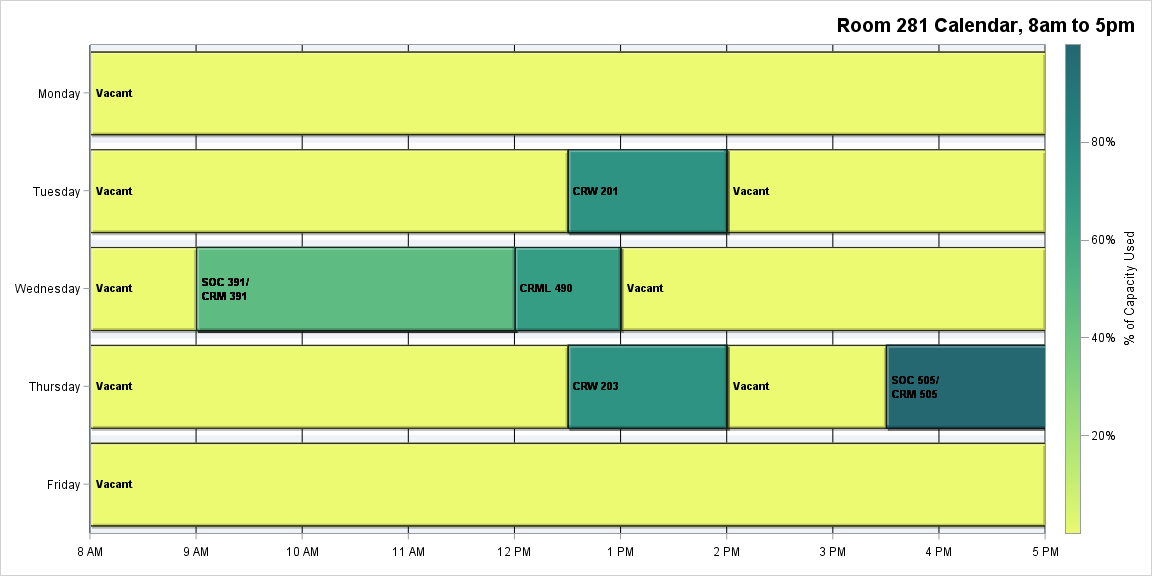 Room 281 Calendar, 8am to 5pm
Monday
Vacant
Tuesday
Vacant
CRW 201
Vacant
Wednesday
Vacant
SOC 391/
CRM 391
CRML 490
Vacant
Thursday
Vacant
CRW 203
Vacant
SOC 505/
CRM 505
Friday
Vacant
8 AM
9 AM
10 AM
11 AM
12 PM
1 PM
2 PM
3 PM
4 PM
5 PM
80%
60%
40%
20%
% of Capacity Used